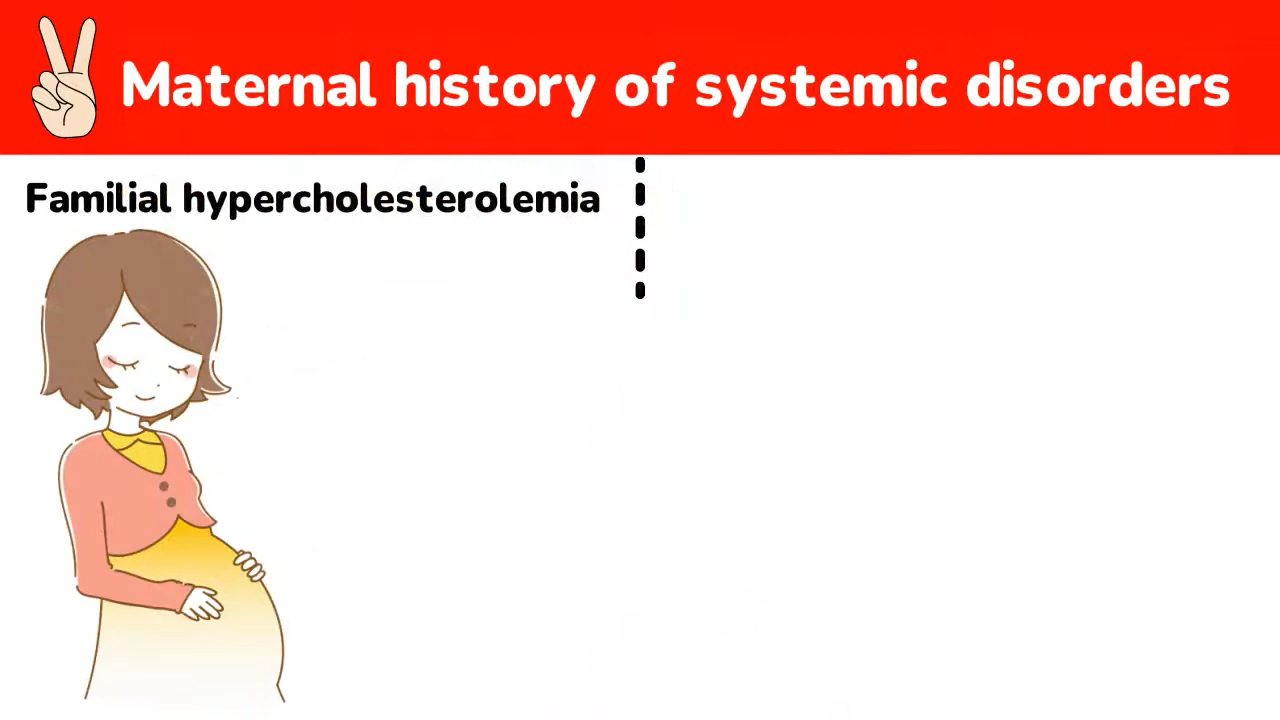 Maternal history of systemic disorders
Familial hypercholesterolemia